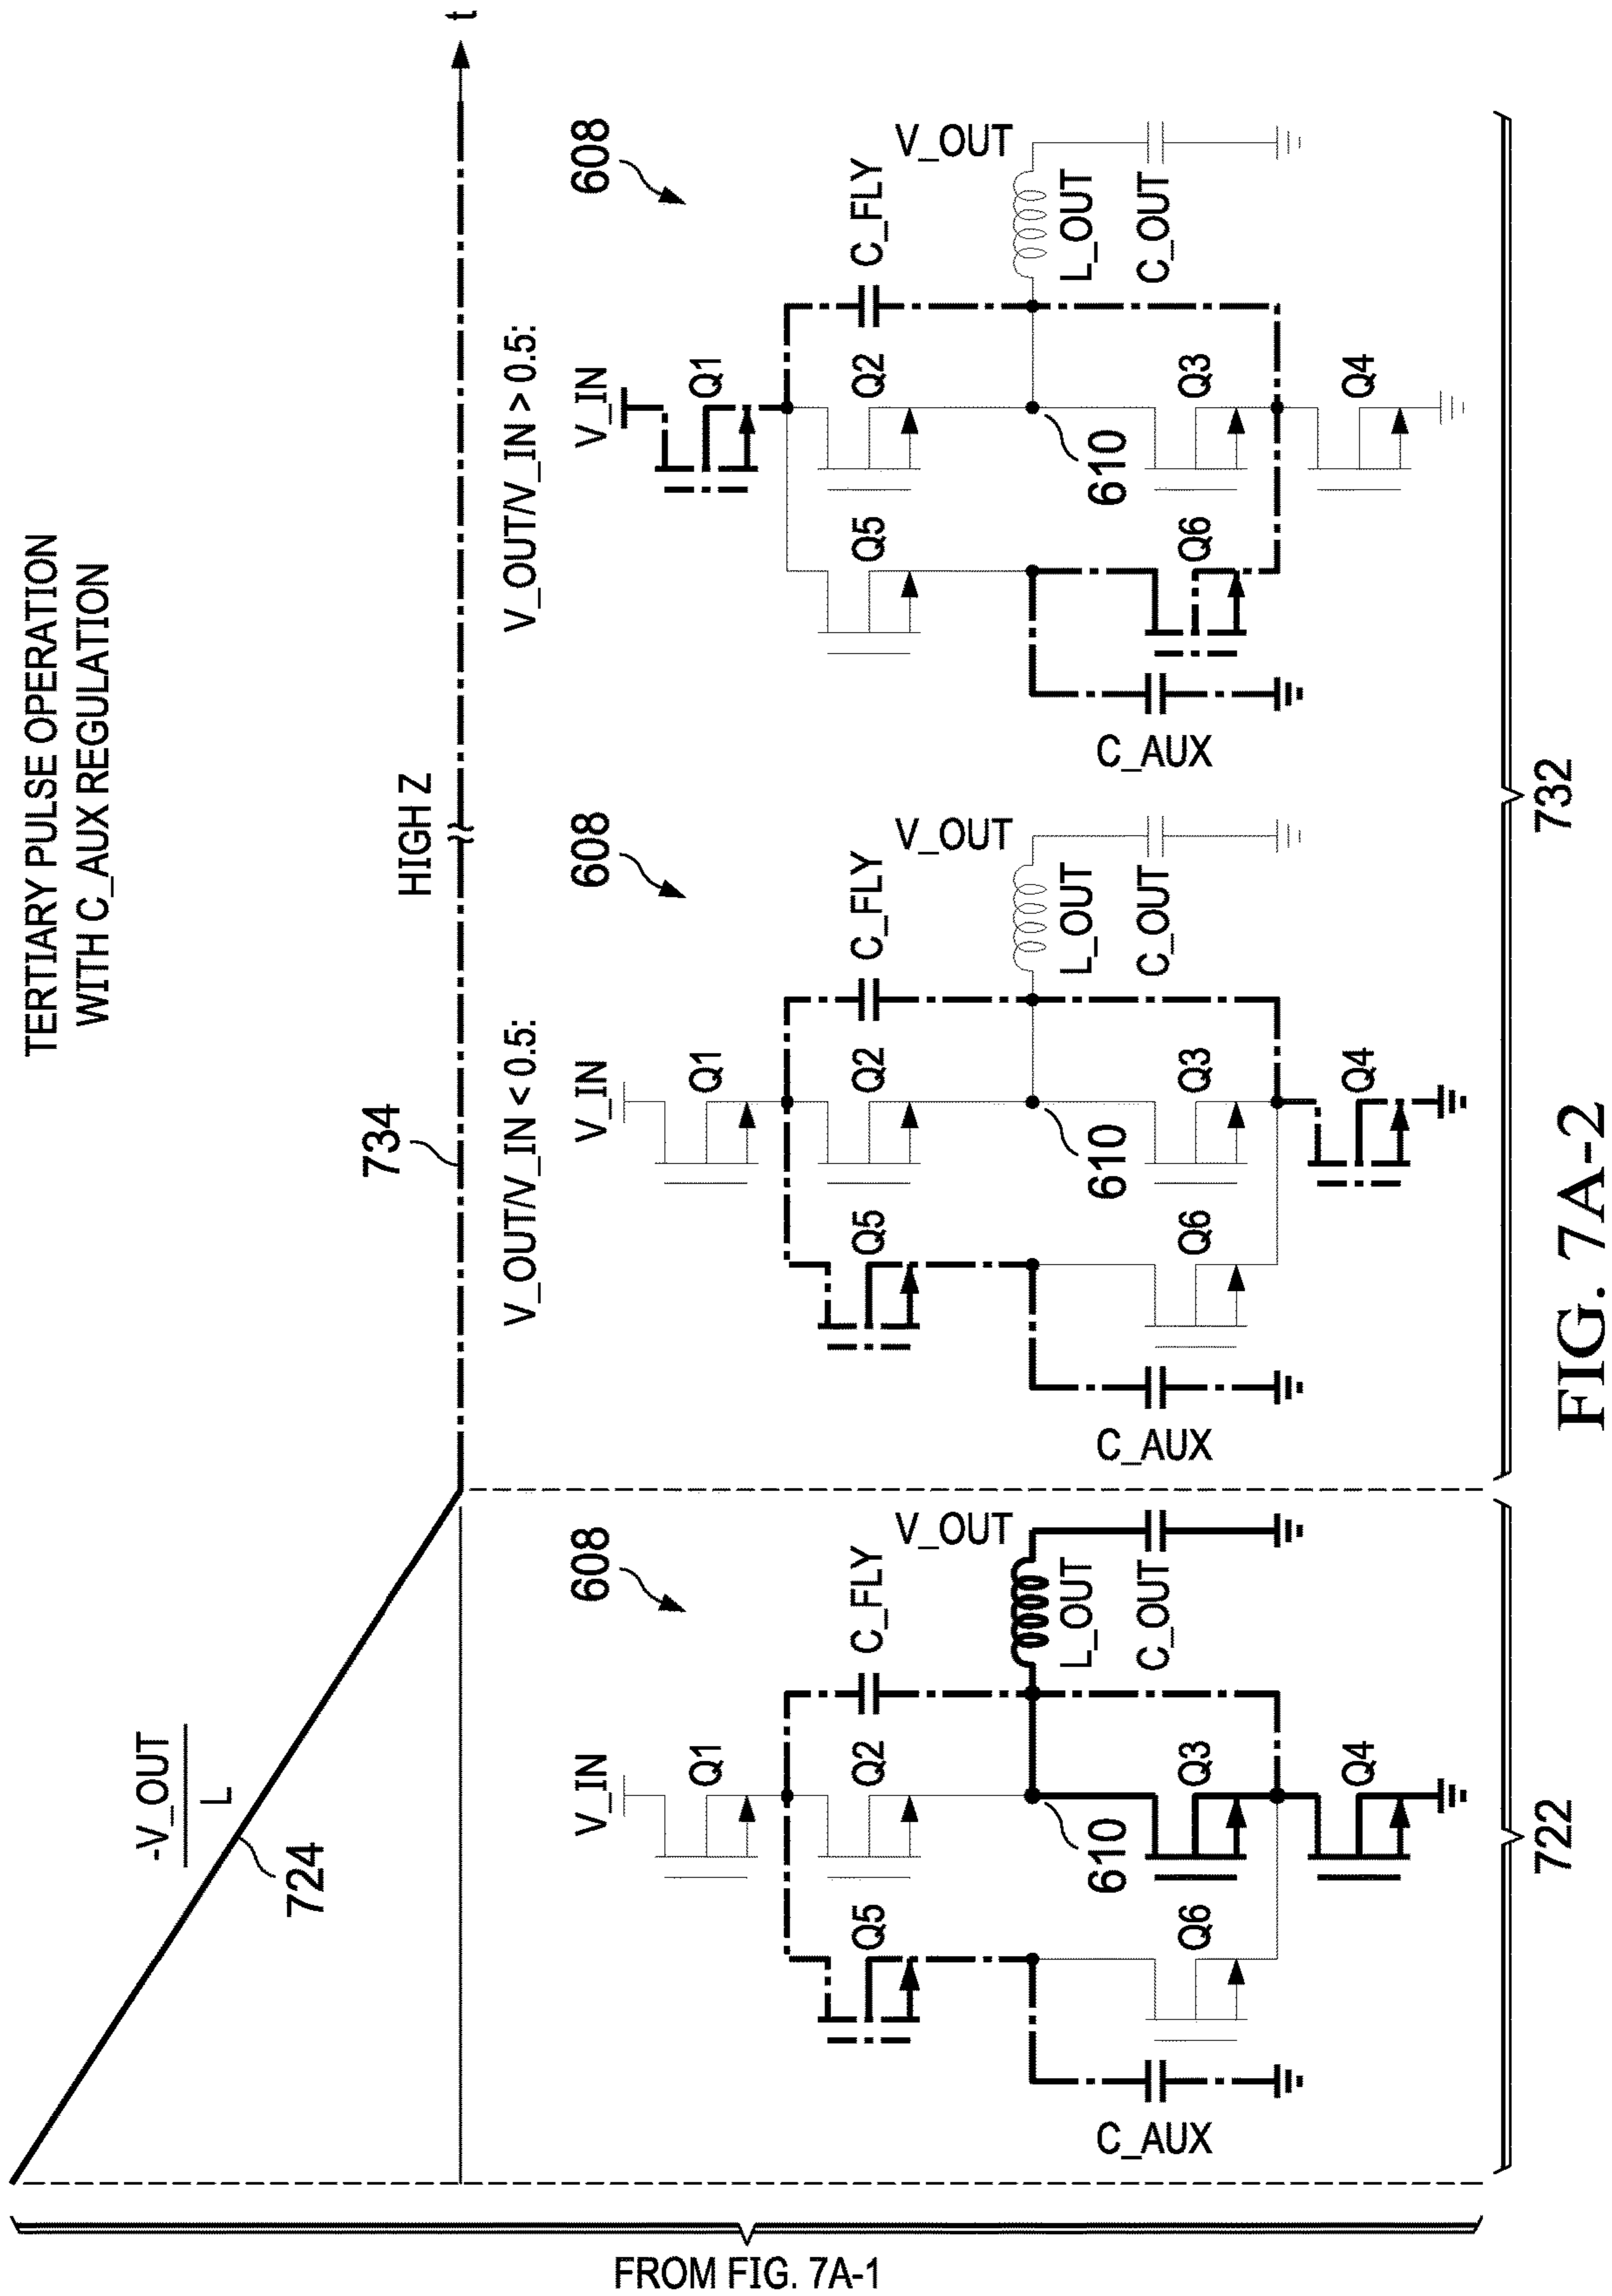 TERTIARY PULSE OPERATION
WITH C_AUX REGULATION
-V_OUT
L
724
734
HIGH Z
t
V_OUT/V_IN < 0.5:
V_OUT/V_IN > 0.5:
608
V_IN
Q1
C_FLY
V_OUT
Q5
Q2
L_OUT
610
C_OUT
Q6
Q3
C_AUX
Q4
608
V_IN
Q1
C_FLY
V_OUT
Q5
Q2
L_OUT
610
C_OUT
Q6
Q3
C_AUX
Q4
608
V_IN
Q1
C_FLY
V_OUT
Q5
Q2
L_OUT
610
C_OUT
Q6
Q3
C_AUX
Q4
722
732
FROM FIG. 7A-1
FIG. 7A-2